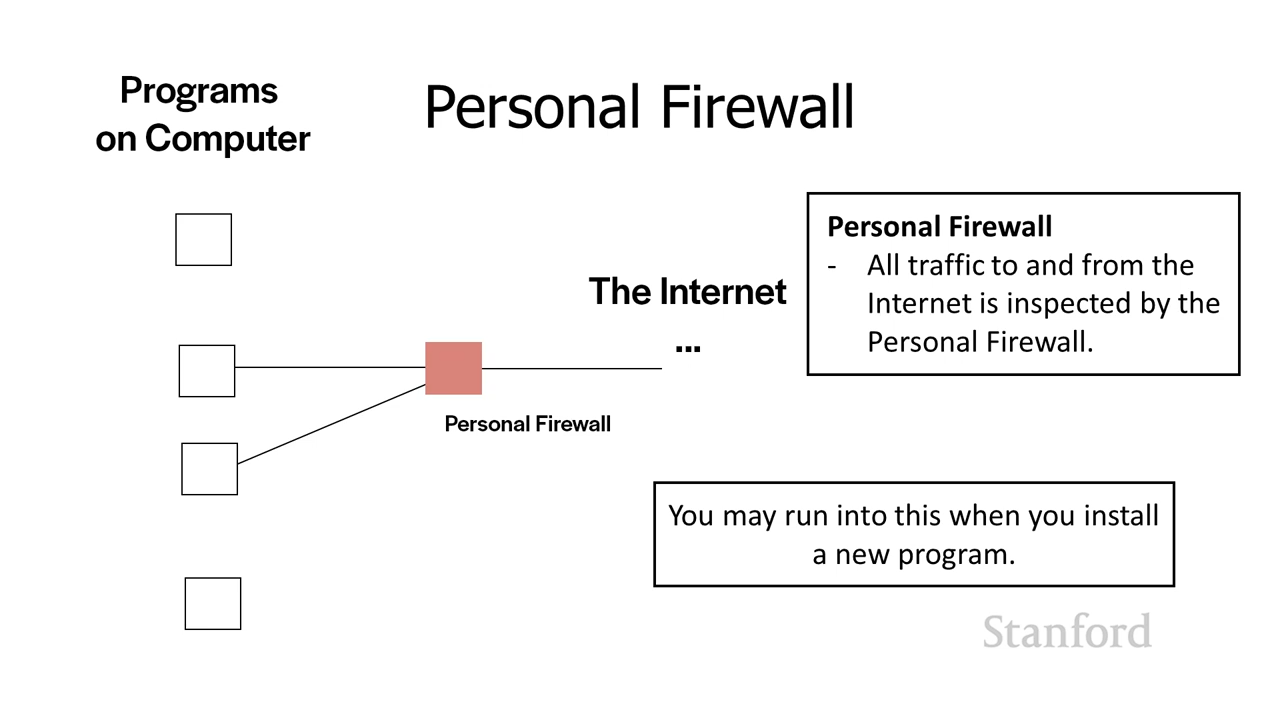 Programs
on Computer
Personal Firewall
The Internet
...
Personal Firewall
Personal Firewall
- All traffic to and from the
Internet is inspected by the
Personal Firewall.
You may run into this when you install
a new program.
Stanford